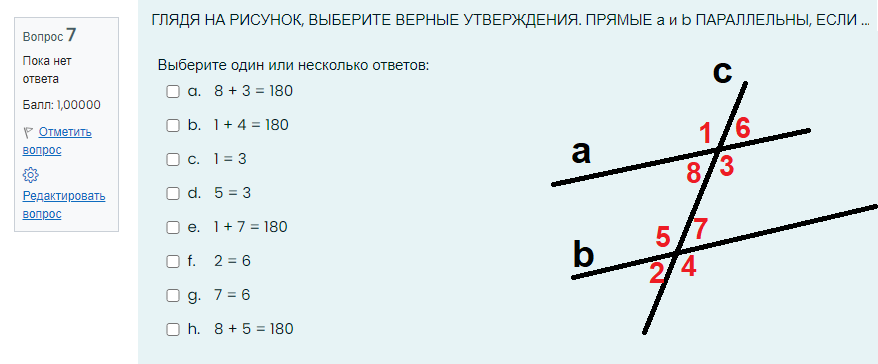 Вопрос 7
Пока нет
ответа
Балл: 1,00000
Отметить
вопрос
Редактировать
вопрос
ГЛЯДЯ НА РИСУНОК, ВЫБЕРИТЕ ВЕРНЫЕ УТВЕРЖДЕНИЯ. ПРЯМЫЕ a и b ПАРАЛЛЕЛЬНЫ, ЕСЛИ ...
Выберите один или несколько ответов:
a. 8 + 3 = 180
b. 1 + 4 = 180
c. 1 = 3
d. 5 = 3
e. 1 + 7 = 180
f. 2 = 6
g. 7 = 6
h. 8 + 5 = 180
c
1 6
a
8 3
5 7
b
2 4